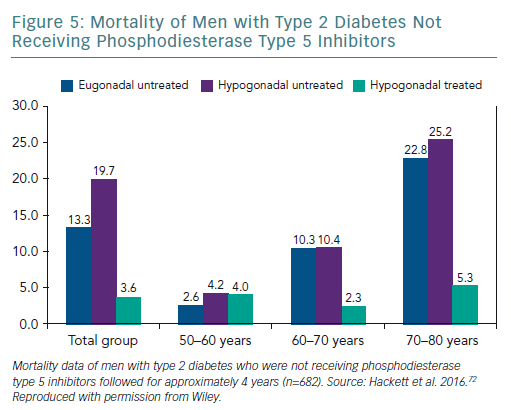 Figure 5: Mortality of Men with Type 2 Diabetes Not
Receiving Phosphodiesterase Type 5 Inhibitors
Eugonadal untreated Hypogonadal untreated Hypogonadal treated
30.0
25.0
20.0
15.0
10.0
5.0
0.0
13.3 19.7 3.6
2.6 4.2 4.0
10.3 10.4 2.3
22.8 25.2 5.3
Total group 50–60 years 60–70 years 70–80 years
Mortality data of men with type 2 diabetes who were not receiving phosphodiesterase
type 5 inhibitors followed for approximately 4 years (n=682). Source: Hackett et al. 2016.72
Reproduced with permission from Wiley.